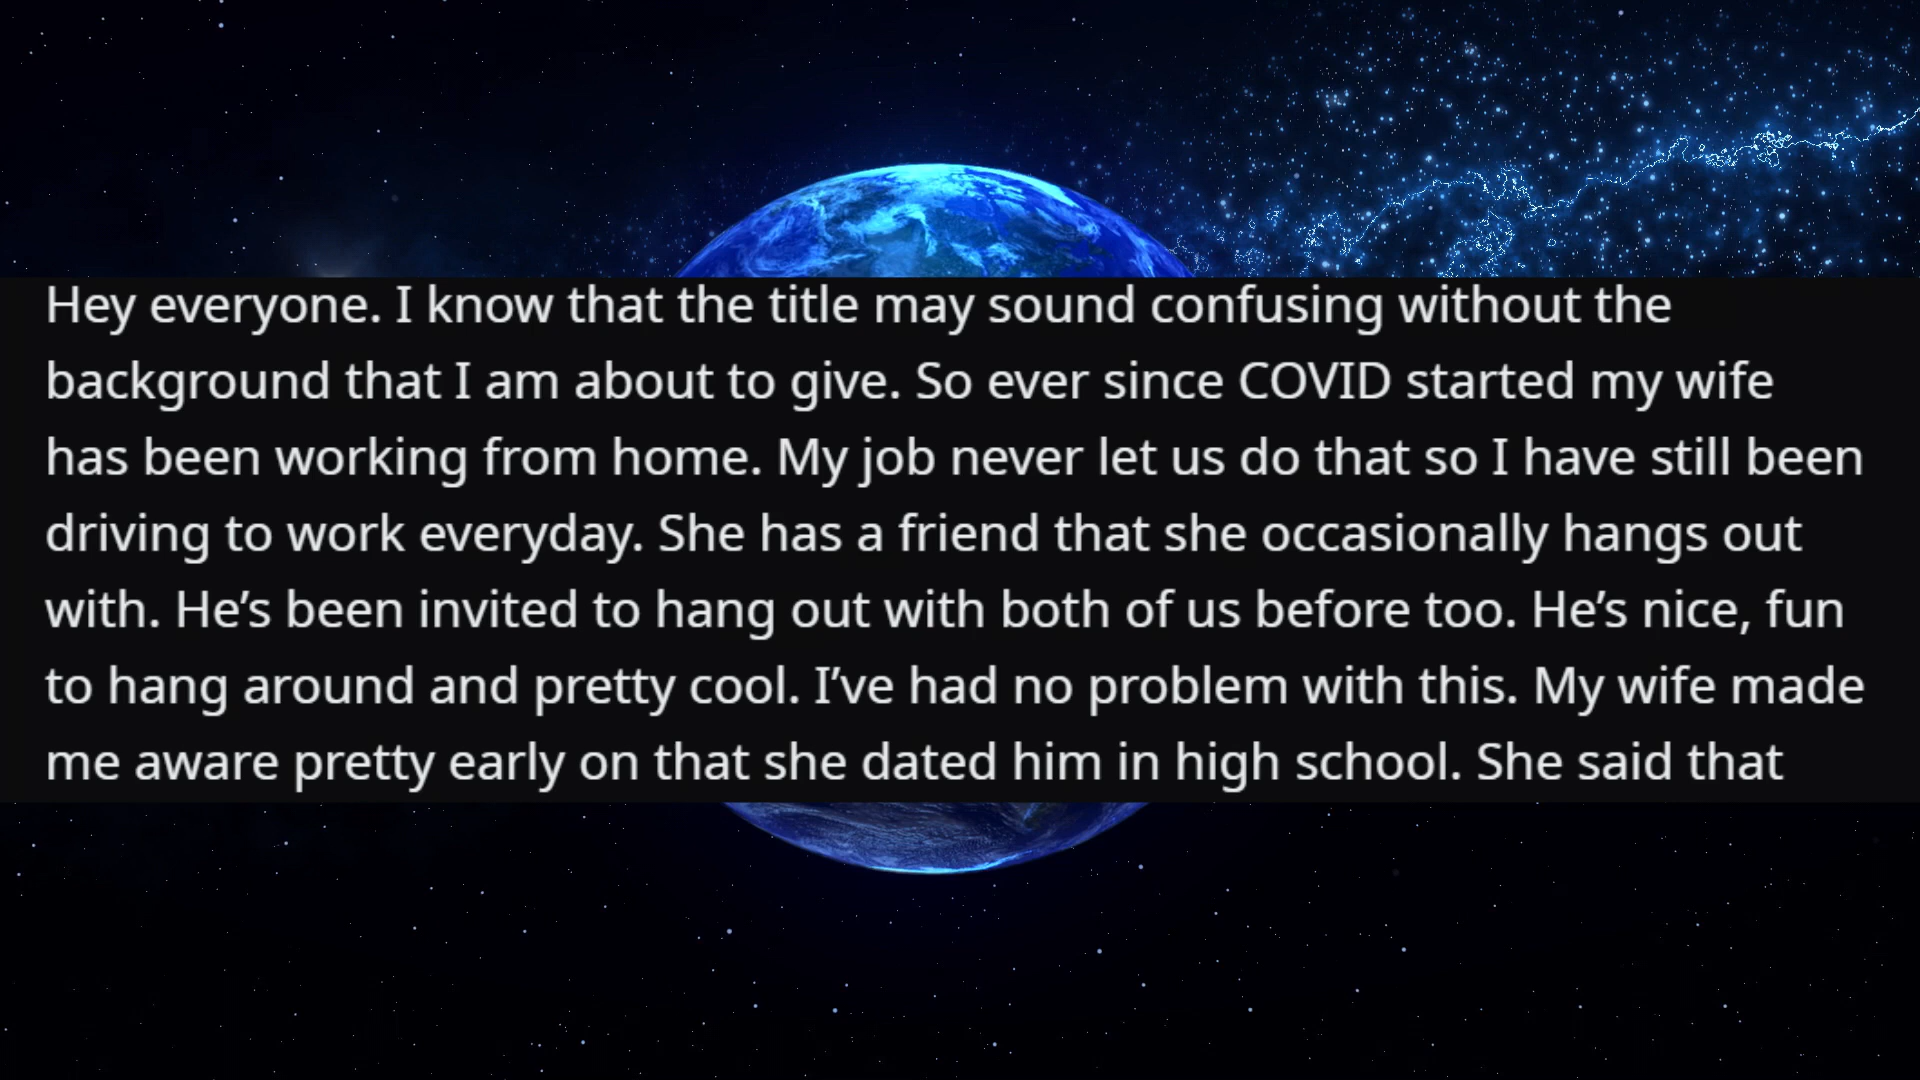 Hey everyone. I know that the title may sound confusing without the
background that I am about to give. So ever since COVID started my wife
has been working from home. My job never let us do that so I have still been
driving to work everyday. She has a friend that she occasionally hangs out
with. He’s been invited to hang out with both of us before too. He’s nice, fun
to hang around and pretty cool. I’ve had no problem with this. My wife made
me aware pretty early on that she dated him in high school. She said that